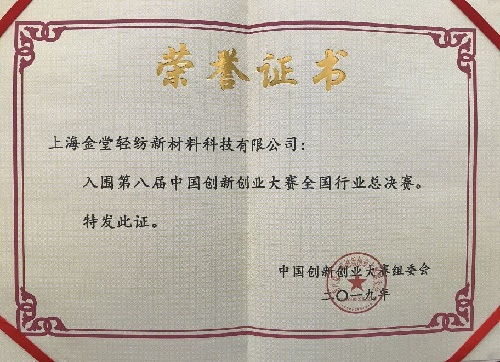 荣誉证书
上海金堂轻纺新材料科技有限公司：
入围第八届中国创新创业大赛全国行业总决赛。
特发此证。
中国创新创业大赛组委会
二〇一九年